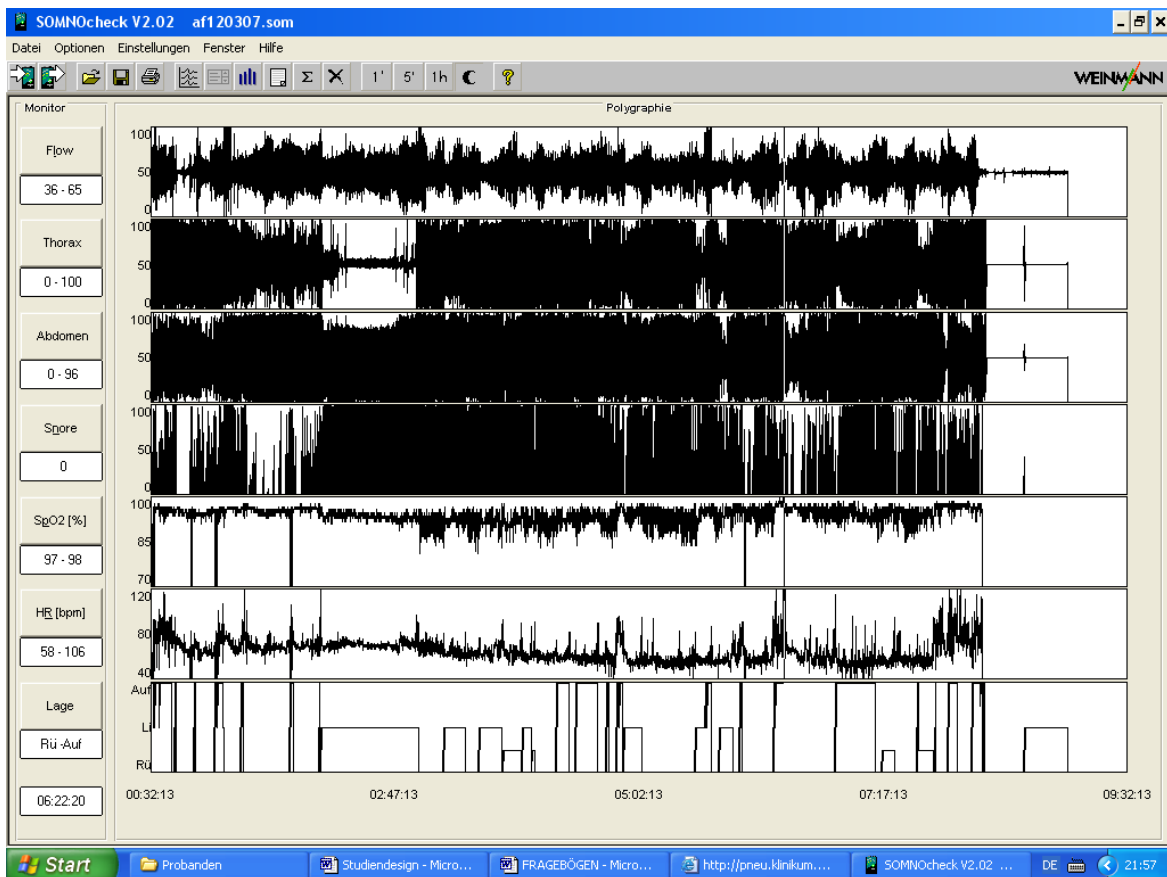 SOMNOcheck V2.02 af120307.som
Datei Optionen Einstellungen Fenster Hilfe
Σ 1' 5' 1h ? WEINMANN
Monitor
Polygraphie
Flow
36 - 65
100
50
0
Thorax
0 - 100
100
50
0
Abdomen
0 - 96
100
50
0
Snore
0
100
50
0
SpO2 [%]
97 - 98
100
85
70
HR [bpm]
58 - 106
120
80
40
Lage
Rü -Auf
Auf
Li
Rü
06:22:20
00:32:13 02:47:13 05:02:13 07:17:13 09:32:13
Start Probanden Studiendesign - Micro... FRAGEBÖGEN - Micro... http://pneu.klinikum.... SOMNOcheck V2.02 ... DE 21:57